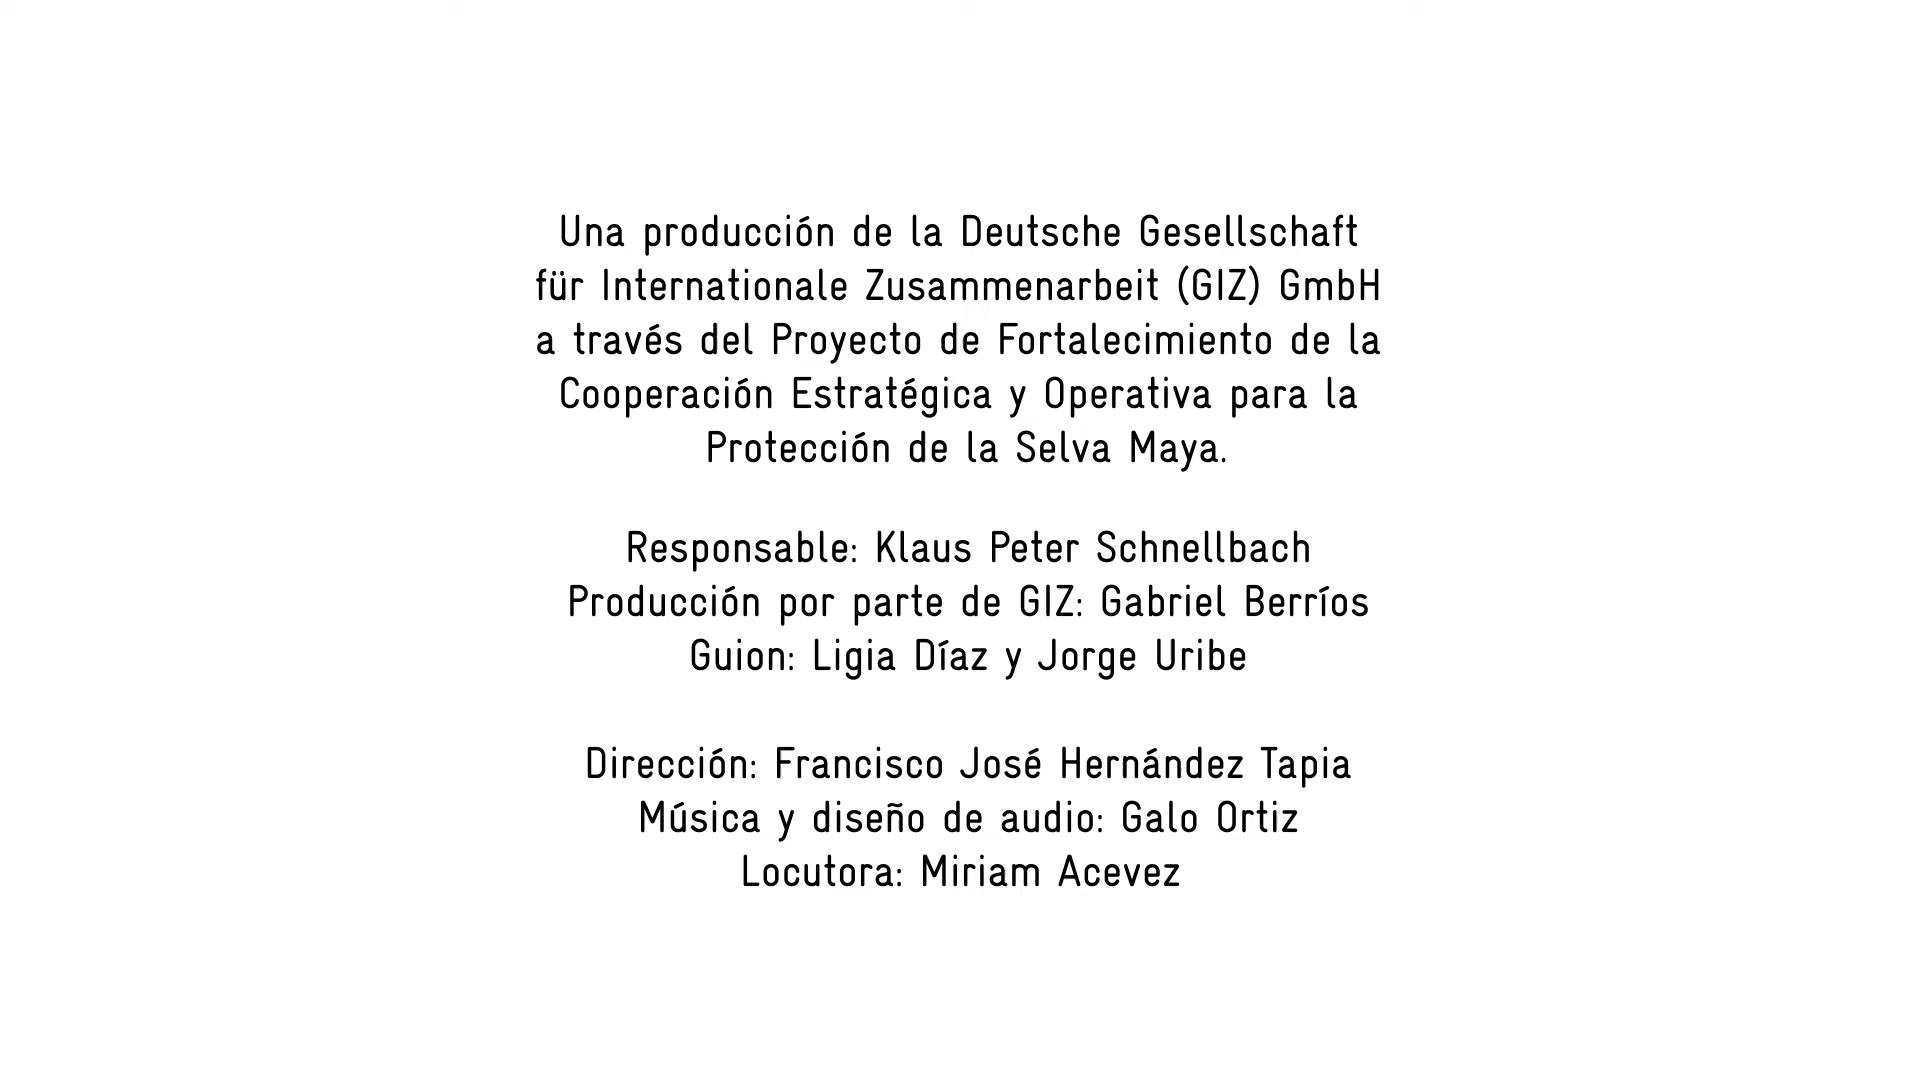 Una producción de la Deutsche Gesellschaft
für Internationale Zusammenarbeit (GIZ) GmbH
a través del Proyecto de Fortalecimiento de la
Cooperación Estratégica y Operativa para la
Protección de la Selva Maya.
Responsable: Klaus Peter Schnellbach
Producción por parte de GIZ: Gabriel Berríos
Guion: Ligia Díaz y Jorge Uribe
Dirección: Francisco José Hernández Tapia
Música y diseño de audio: Galo Ortiz
Locutora: Miriam Acevez